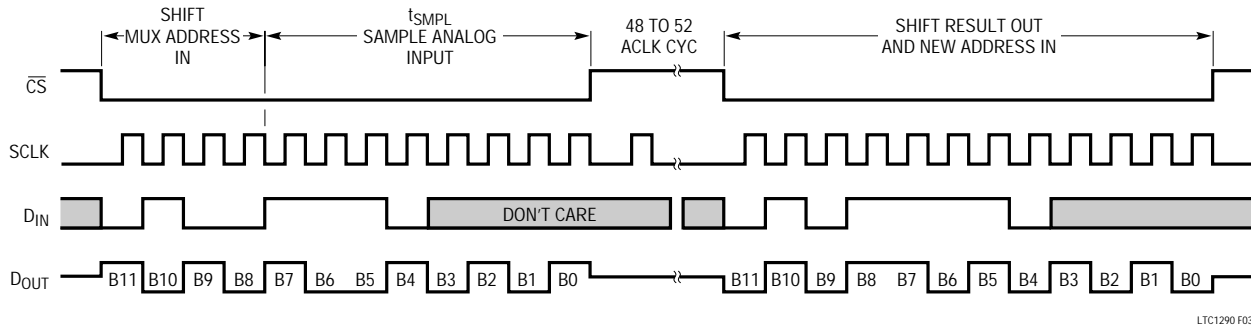 SHIFT
MUX ADDRESS
IN
tSMPL
SAMPLE ANALOG
INPUT
48 TO 52
ACLK CYC
SHIFT RESULT OUT
AND NEW ADDRESS IN
CS
SCLK
DIN
DON'T CARE
DOUT
B11 B10 B9 B8 B7 B6 B5 B4 B3 B2 B1 B0
B11 B10 B9 B8 B7 B6 B5 B4 B3 B2 B1 B0
LTC1290 F03